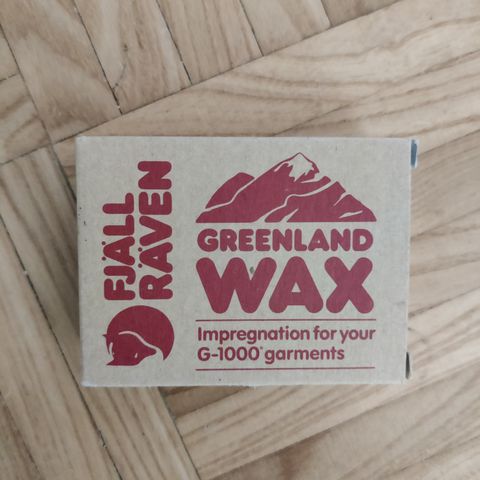 FJÄLL
RÄVEN
GREENLAND
WAX
Impregnation for your
G-1000® garments